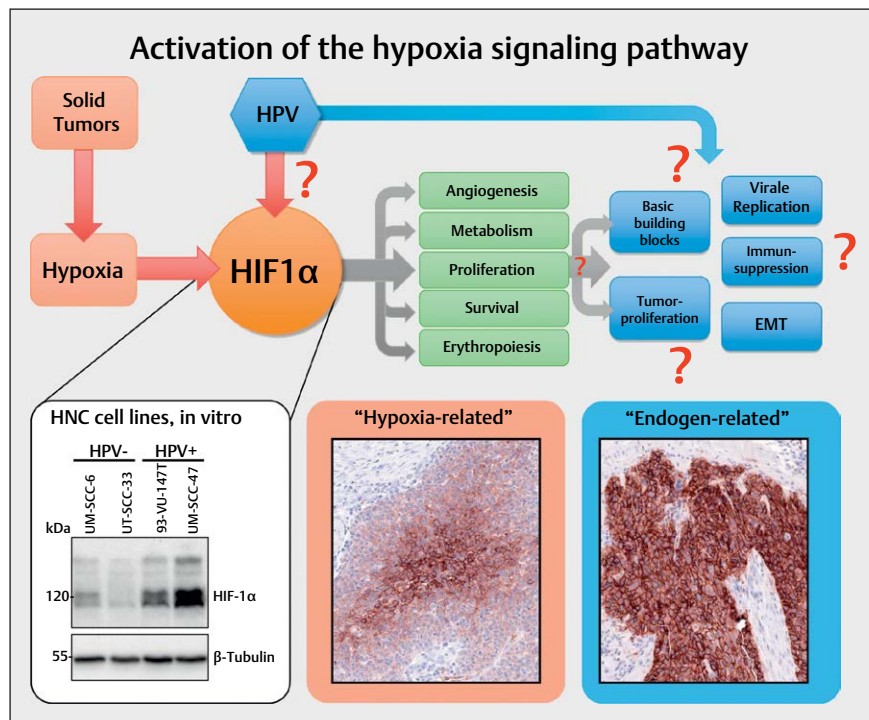 Activation of the hypoxia signaling pathway
Solid
Tumors
HPV
?
Hypoxia
HIF1α
Angiogenesis
Metabolism
Proliferation
Survival
Erythropoiesis
?
?
Basic
building
blocks
Tumor-
proliferation
?
Virale
Replication
Immun-
suppression
?
EMT
HNC cell lines, in vitro
HPV-
HPV+
UM-SCC-6
UT-SCC-33
93-VU-147T
UM-SCC-47
kDa
120-
HIF-1α
55-
β-Tubulin
“Hypoxia-related”
“Endogen-related”